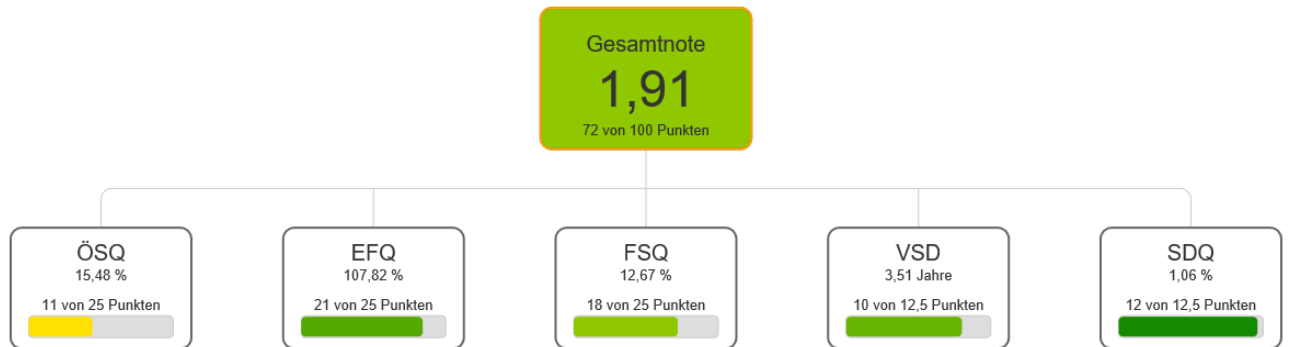 Gesamtnote
1,91
72 von 100 Punkten
ÖSQ
15,48 %
11 von 25 Punkten
EFQ
107,82 %
21 von 25 Punkten
FSQ
12,67 %
18 von 25 Punkten
VSD
3,51 Jahre
10 von 12,5 Punkten
SDQ
1,06 %
12 von 12,5 Punkten